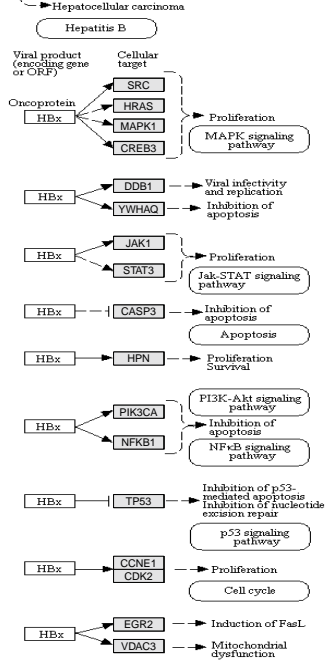 Hepatocellular carcinoma
Hepatitis B
Viral product
(encoding gene
or ORF)
Cellular
target
Oncoprotein
HBx
SRC
HRAS
MAPK1
CREB3
Proliferation
MAPK signaling
pathway
HBx
DDB1
Viral infectivity
and replication
YWHAQ
Inhibition of
apoptosis
HBx
JAK1
STAT3
Proliferation
Jak-STAT signaling
pathway
HBx
CASP3
Inhibition of
apoptosis
Apoptosis
HBx
HPN
Proliferation
Survival
PI3K-Akt signaling
pathway
HBx
PIK3CA
NFKB1
Inhibition of
apoptosis
NFκB signaling
pathway
HBx
TP53
Inhibition of p53-
mediated apoptosis
Inhibition of nucleotide
excision repair
p53 signaling
pathway
HBx
CCNE1
CDK2
Proliferation
Cell cycle
HBx
EGR2
Induction of FasL
VDAC3
Mitochondrial
dysfunction